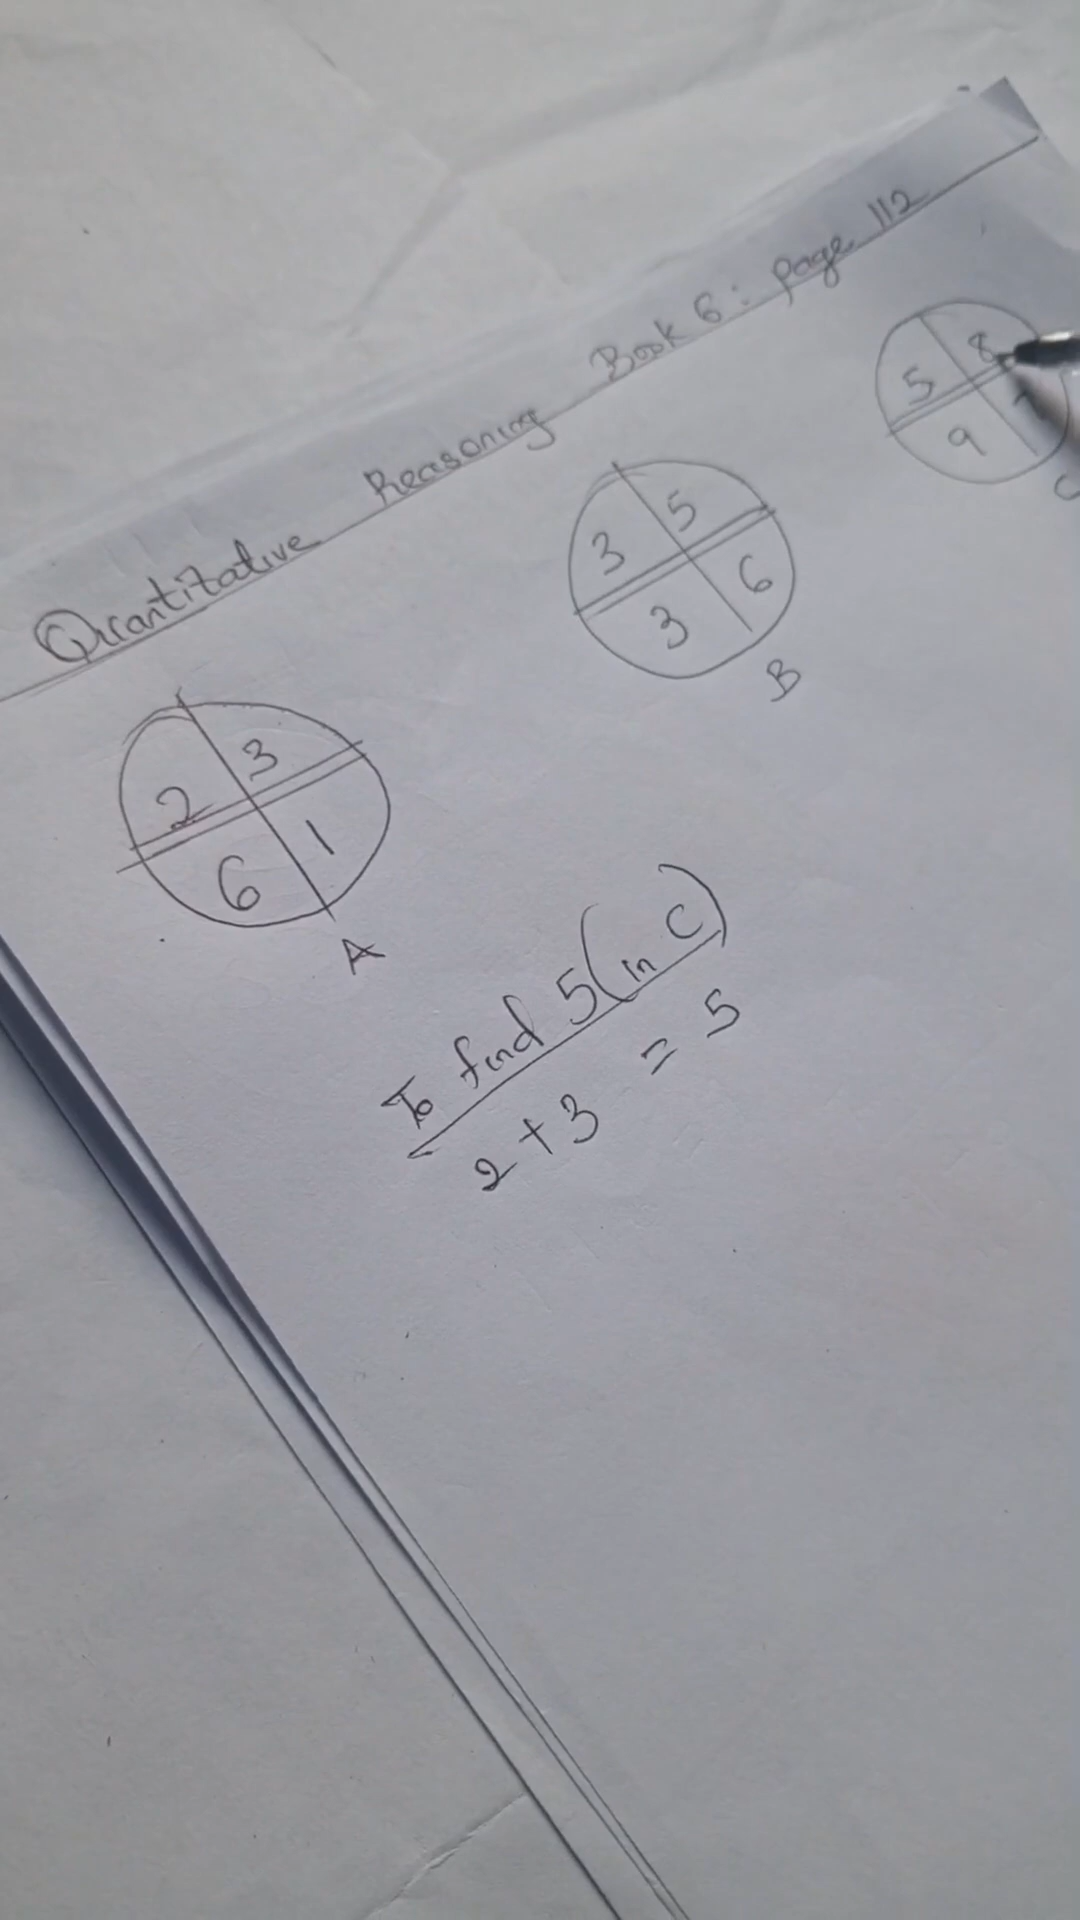 Quantitative Reasoning Book 6: page 112
5 8
9 7
C
3 5
3 6
B
2 3
6 1
A
To find 5 (in C)
2 + 3 = 5